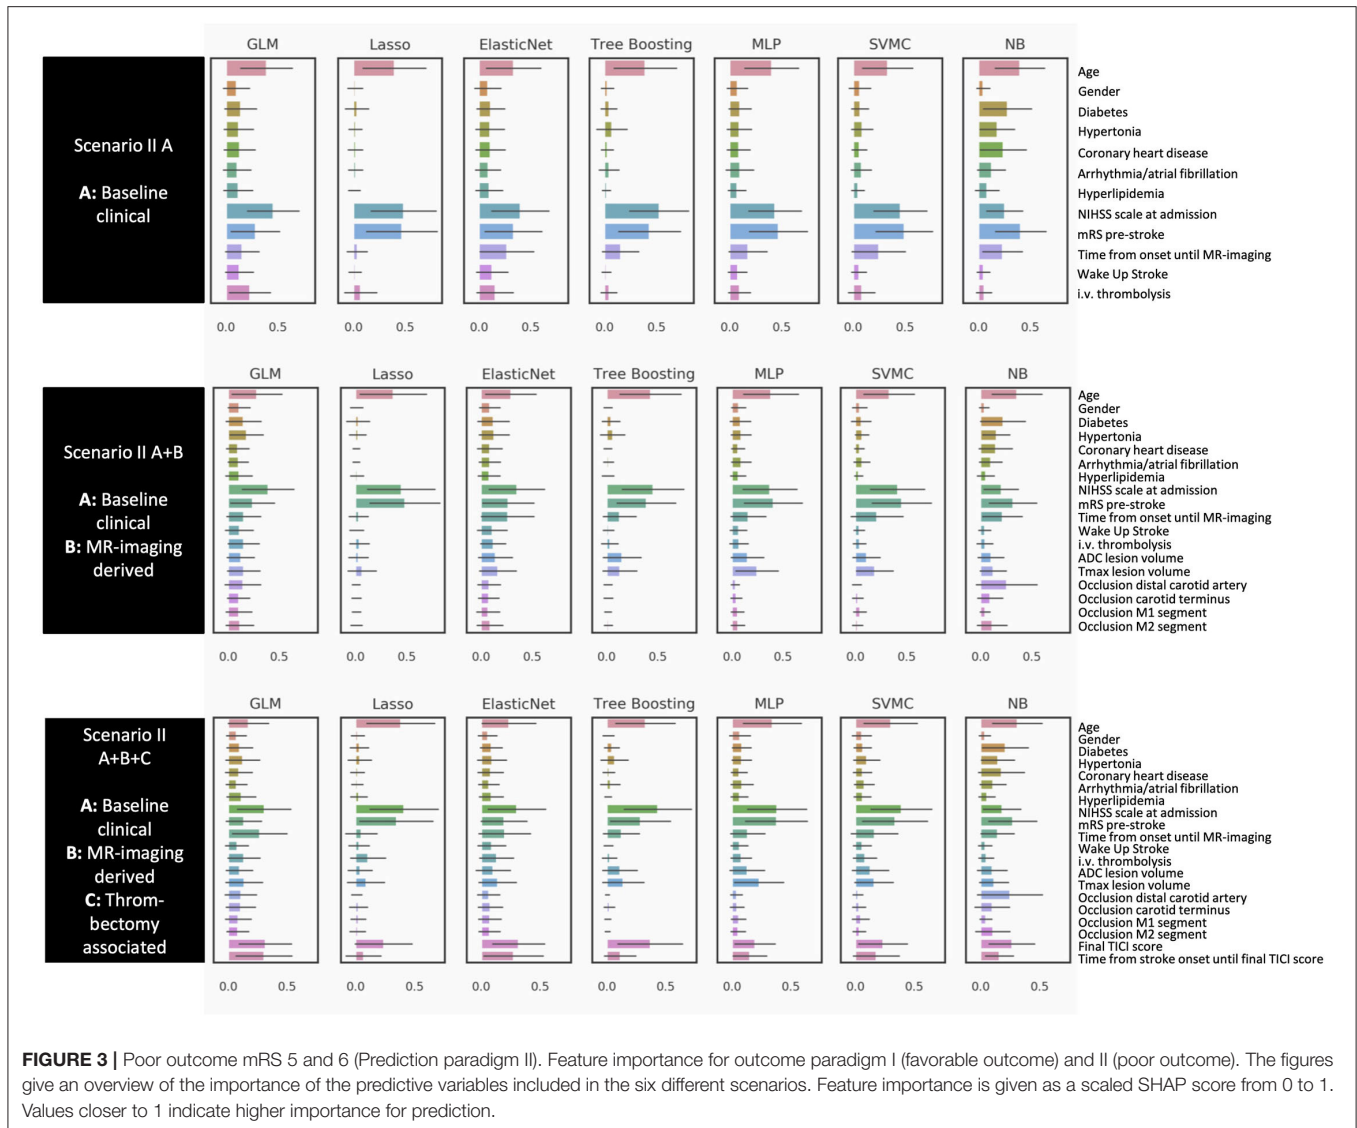 GLM Lasso ElasticNet Tree Boosting MLP SVMC NB
Scenario II A
A: Baseline
clinical
Age
Gender
Diabetes
Hypertonia
Coronary heart disease
Arrhythmia/atrial fibrillation
Hyperlipidemia
NIHSS scale at admission
mRS pre-stroke
Time from onset until MR-imaging
Wake Up Stroke
i.v. thrombolysis
0.0 0.5 0.0 0.5 0.0 0.5 0.0 0.5 0.0 0.5 0.0 0.5 0.0 0.5
GLM Lasso ElasticNet Tree Boosting MLP SVMC NB
Scenario II A+B
A: Baseline
clinical
B: MR-imaging
derived
Age
Gender
Diabetes
Hypertonia
Coronary heart disease
Arrhythmia/atrial fibrillation
Hyperlipidemia
NIHSS scale at admission
mRS pre-stroke
Time from onset until MR-imaging
Wake Up Stroke
i.v. thrombolysis
ADC lesion volume
Tmax lesion volume
Occlusion distal carotid artery
Occlusion carotid terminus
Occlusion M1 segment
Occlusion M2 segment
0.0 0.5 0.0 0.5 0.0 0.5 0.0 0.5 0.0 0.5 0.0 0.5 0.0 0.5
GLM Lasso ElasticNet Tree Boosting MLP SVMC NB
Scenario II
A+B+C
A: Baseline
clinical
B: MR-imaging
derived
C: Throm-
bectomy
associated
Age
Gender
Diabetes
Hypertonia
Coronary heart disease
Arrhythmia/atrial fibrillation
Hyperlipidemia
NIHSS scale at admission
mRS pre-stroke
Time from onset until MR-imaging
Wake Up Stroke
i.v. thrombolysis
ADC lesion volume
Tmax lesion volume
Occlusion distal carotid artery
Occlusion carotid terminus
Occlusion M1 segment
Occlusion M2 segment
Final TICI score
Time from stroke onset until final TICI score
0.0 0.5 0.0 0.5 0.0 0.5 0.0 0.5 0.0 0.5 0.0 0.5 0.0 0.5
FIGURE 3 | Poor outcome mRS 5 and 6 (Prediction paradigm II). Feature importance for outcome paradigm I (favorable outcome) and II (poor outcome). The figures
give an overview of the importance of the predictive variables included in the six different scenarios. Feature importance is given as a scaled SHAP score from 0 to 1.
Values closer to 1 indicate higher importance for prediction.